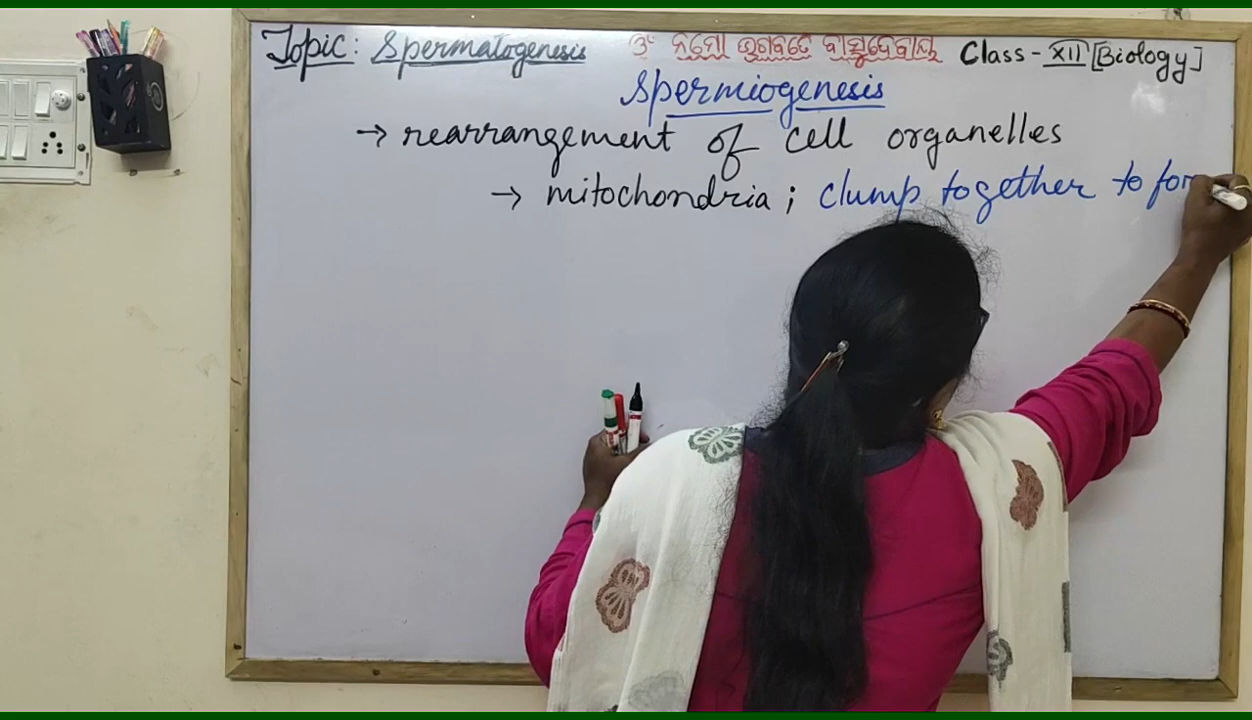 Topic: Spermatogenesis ଓଁ ନମୋ ଭଗବତେ ବାସୁଦେବାୟ Class - XII [Biology]
Spermiogenesis
→ rearrangement of cell organelles
→ mitochondria ; clump together to for